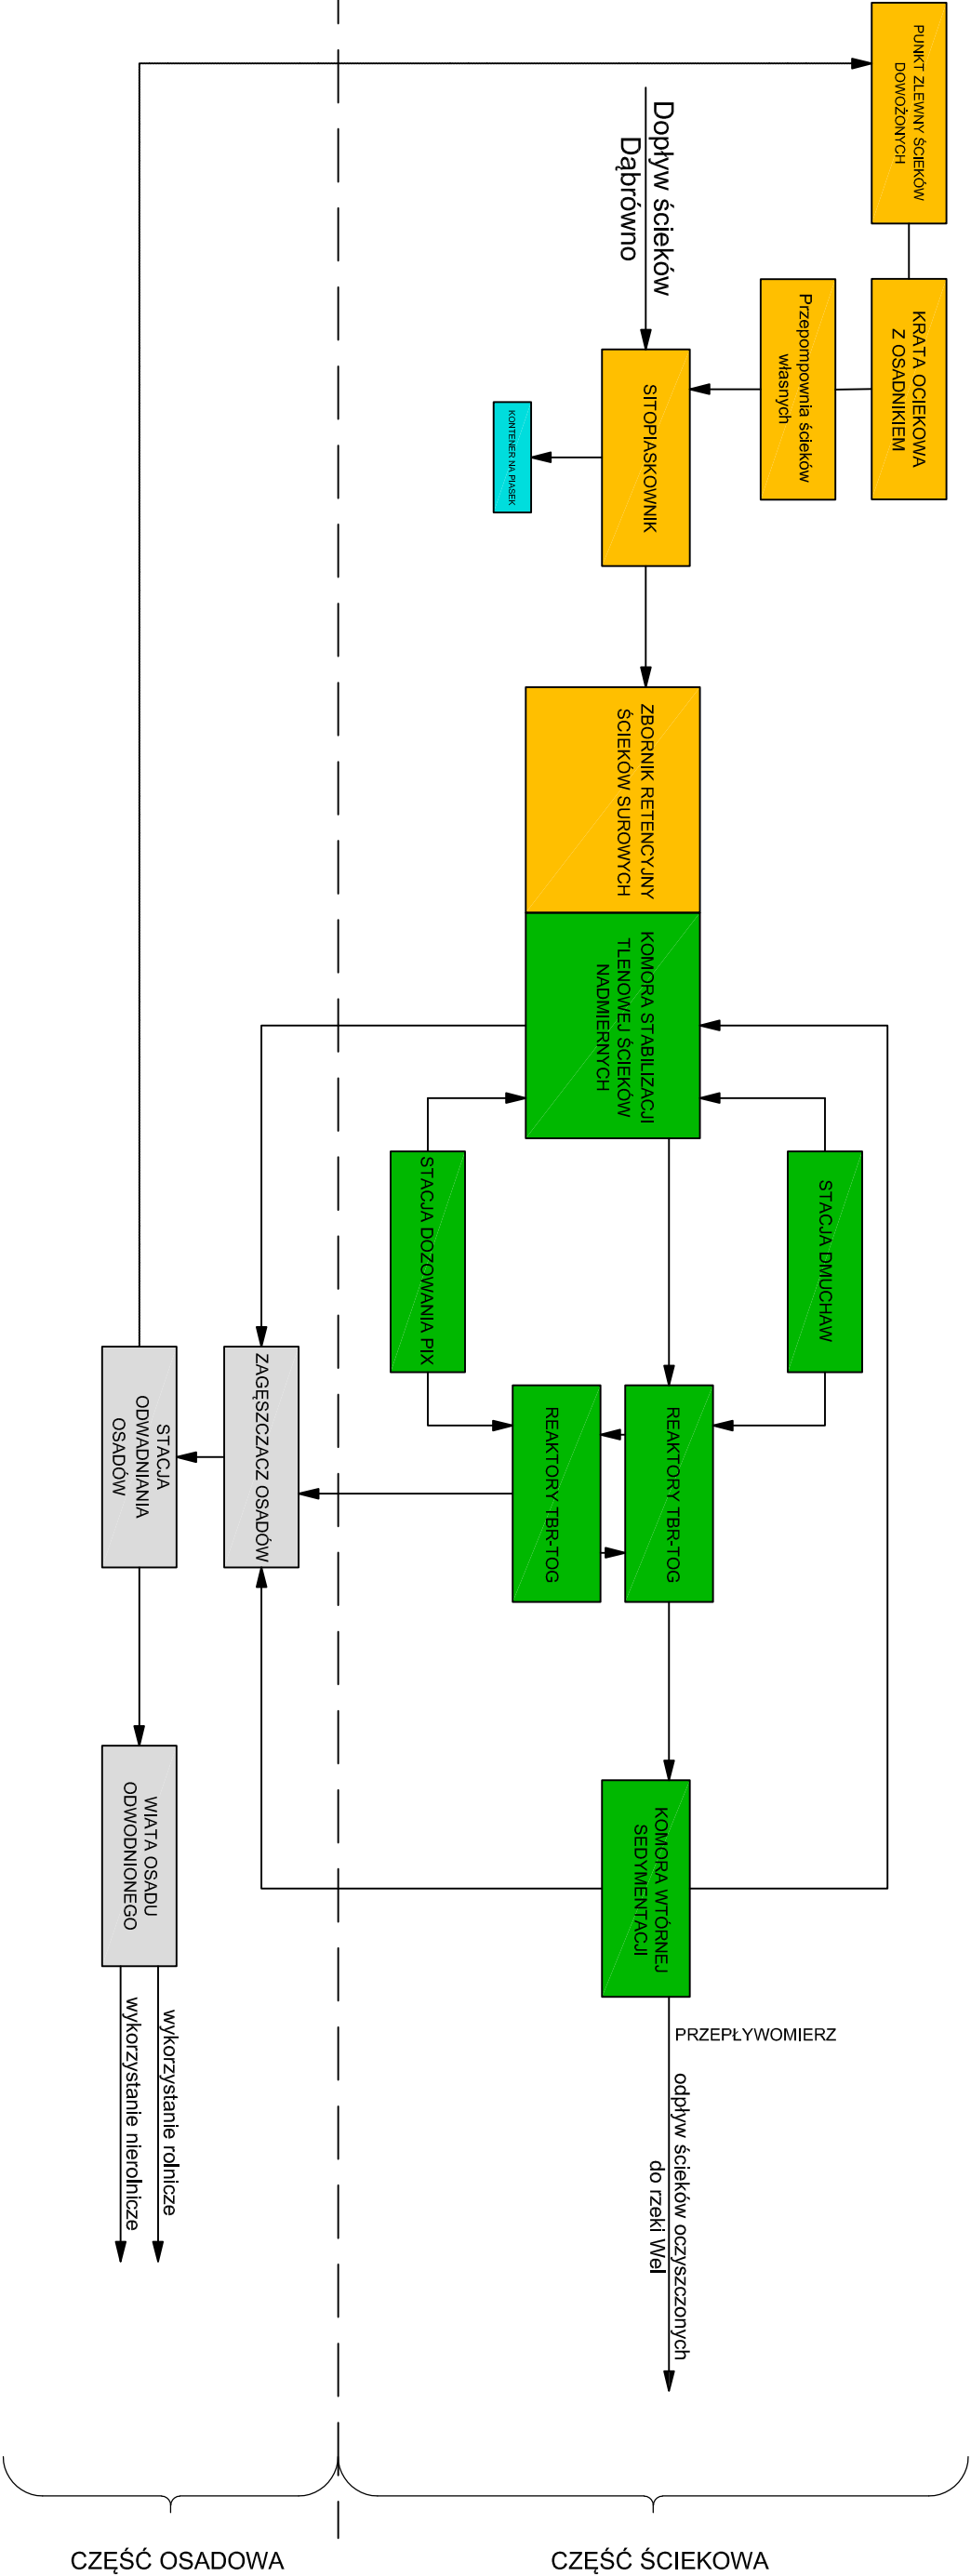 PUNKT ZLEWNY ŚCIEKÓW
DOWOŻONYCH
KRATA OCIEKOWA
Z OSADNIKIEM
Przepompownia ścieków
własnych
Dopływ ścieków
Dąbrówno
SITOPIASKOWNIK
KONTENER NA PIASEK
ZBORNIK RETENCYJNY
ŚCIEKÓW SUROWYCH
KOMORA STABILIZACJI
TLENOWEJ ŚCIEKÓW
NADMIERNYCH
STACJA DMUCHAW
STACJA DOZOWANIA PIX
REAKTORY TBR-TOG
REAKTORY TBR-TOG
KOMORA WTÓRNEJ
SEDYMENTACJI
PRZEPŁYWOMIERZ
odpływ ścieków oczyszczonych
do rzeki Wel
ZAGĘSZCZACZ OSADÓW
STACJA
ODWADNIANIA
OSADÓW
WIATA OSADU
ODWODNIONEGO
wykorzystanie rolnicze
wykorzystanie nierolnicze
CZĘŚĆ OSADOWA
CZĘŚĆ ŚCIEKOWA